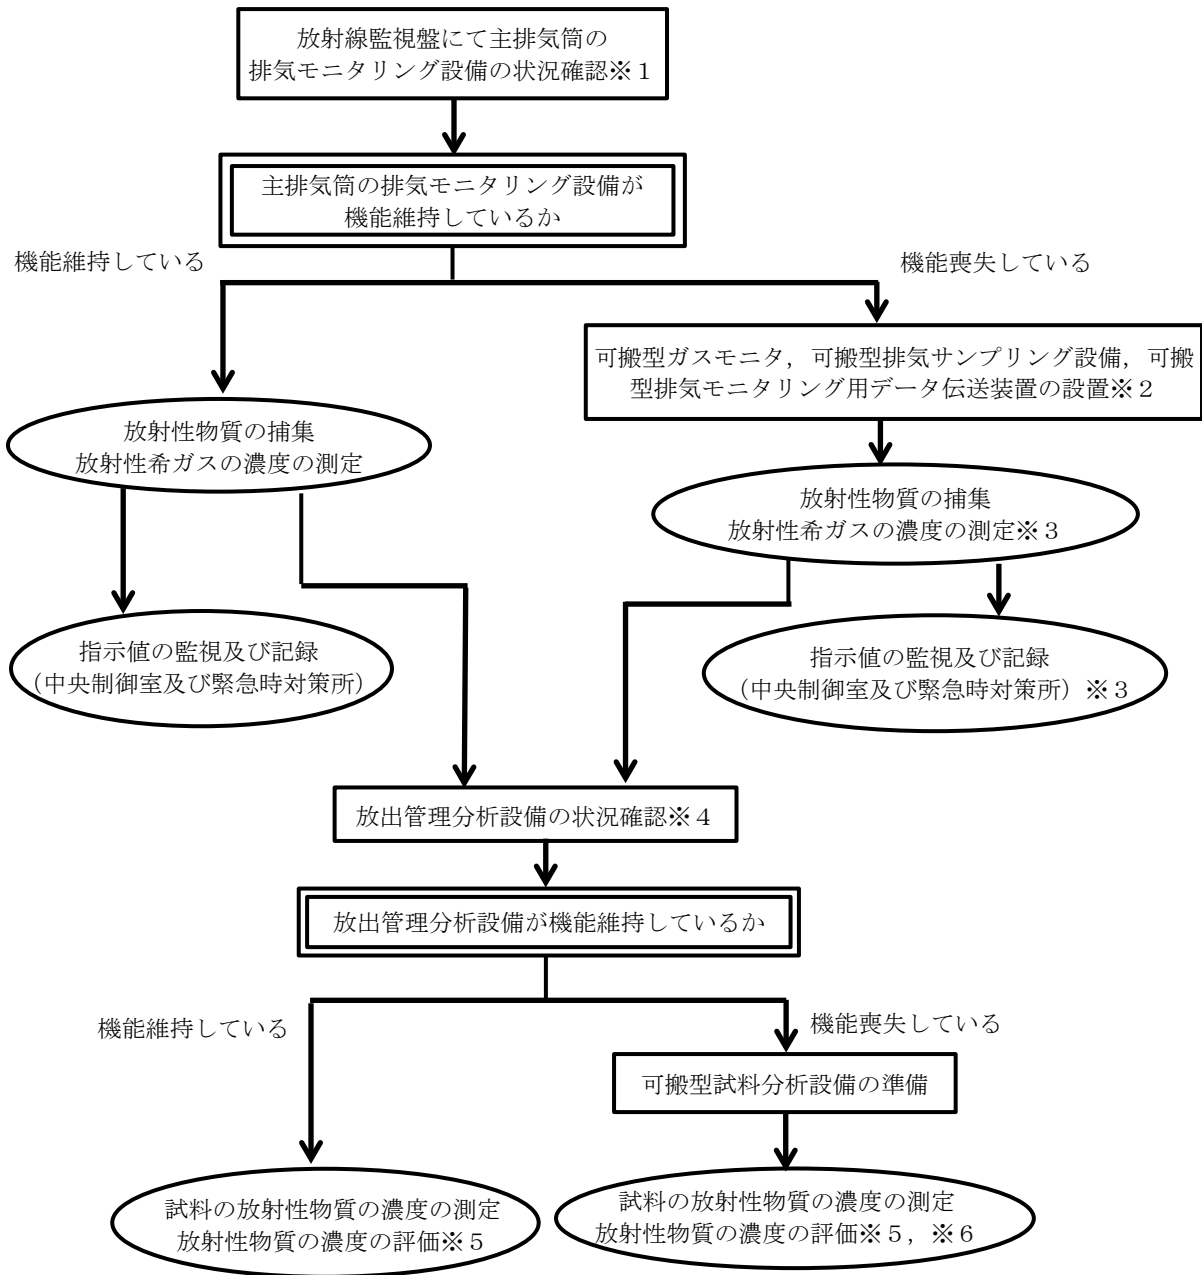 放射線監視盤にて主排気筒の
排気モニタリング設備の状況確認※１
主排気筒の排気モニタリング設備が
機能維持しているか
機能維持している
機能喪失している
可搬型ガスモニタ，可搬型排気サンプリング設備，可搬
型排気モニタリング用データ伝送装置の設置※２
放射性物質の捕集
放射性希ガスの濃度の測定
放射性物質の捕集
放射性希ガスの濃度の測定※３
指示値の監視及び記録
（中央制御室及び緊急時対策所）
指示値の監視及び記録
（中央制御室及び緊急時対策所）※３
放出管理分析設備の状況確認※４
放出管理分析設備が機能維持しているか
機能維持している
機能喪失している
可搬型試料分析設備の準備
試料の放射性物質の濃度の測定
放射性物質の濃度の評価※５
試料の放射性物質の濃度の測定
放射性物質の濃度の評価※５，※６